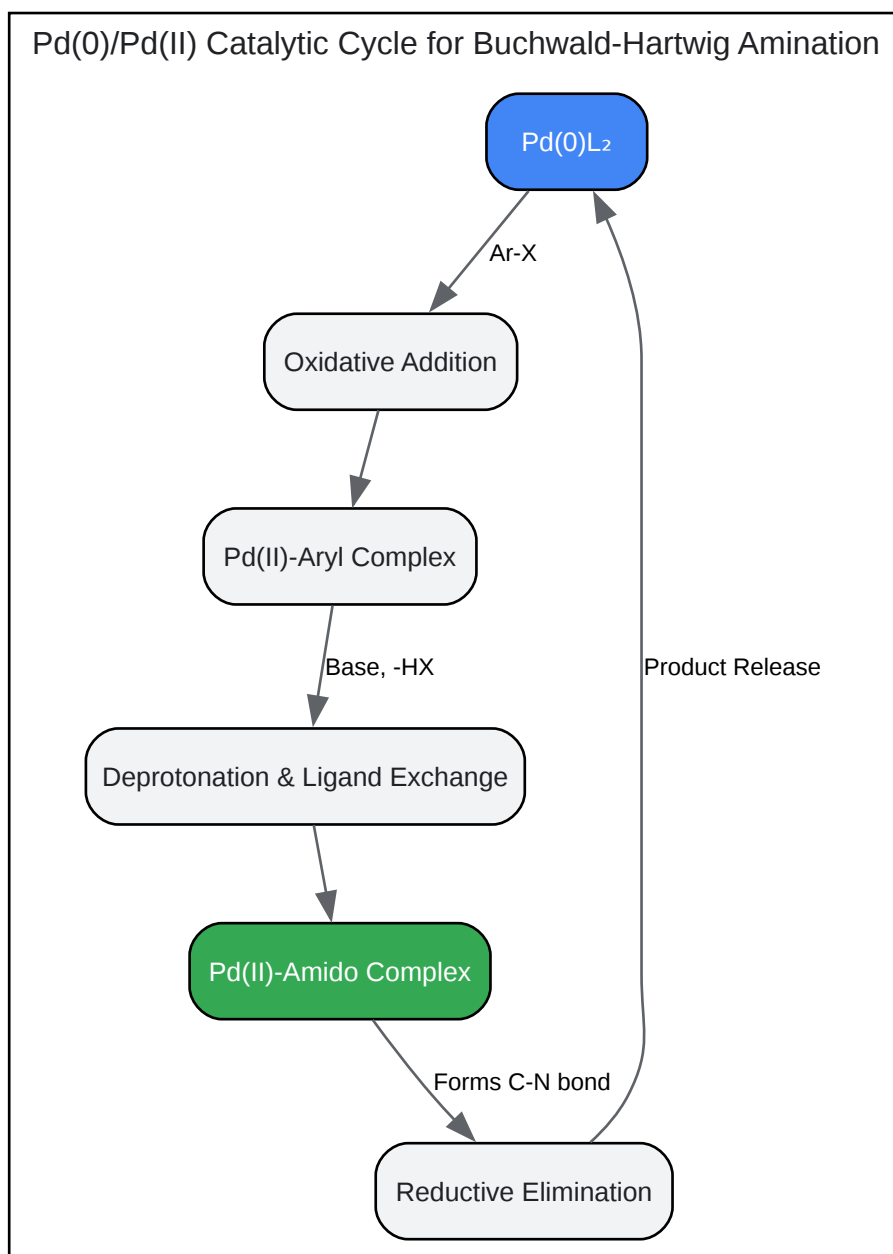 Pd(0)/Pd(II) Catalytic Cycle for Buchwald-Hartwig Amination
Pd(0)L₂
Ar-X
Oxidative Addition
Pd(II)-Aryl Complex
Base, -HX
Product Release
Deprotonation & Ligand Exchange
Pd(II)-Amido Complex
Forms C-N bond
Reductive Elimination